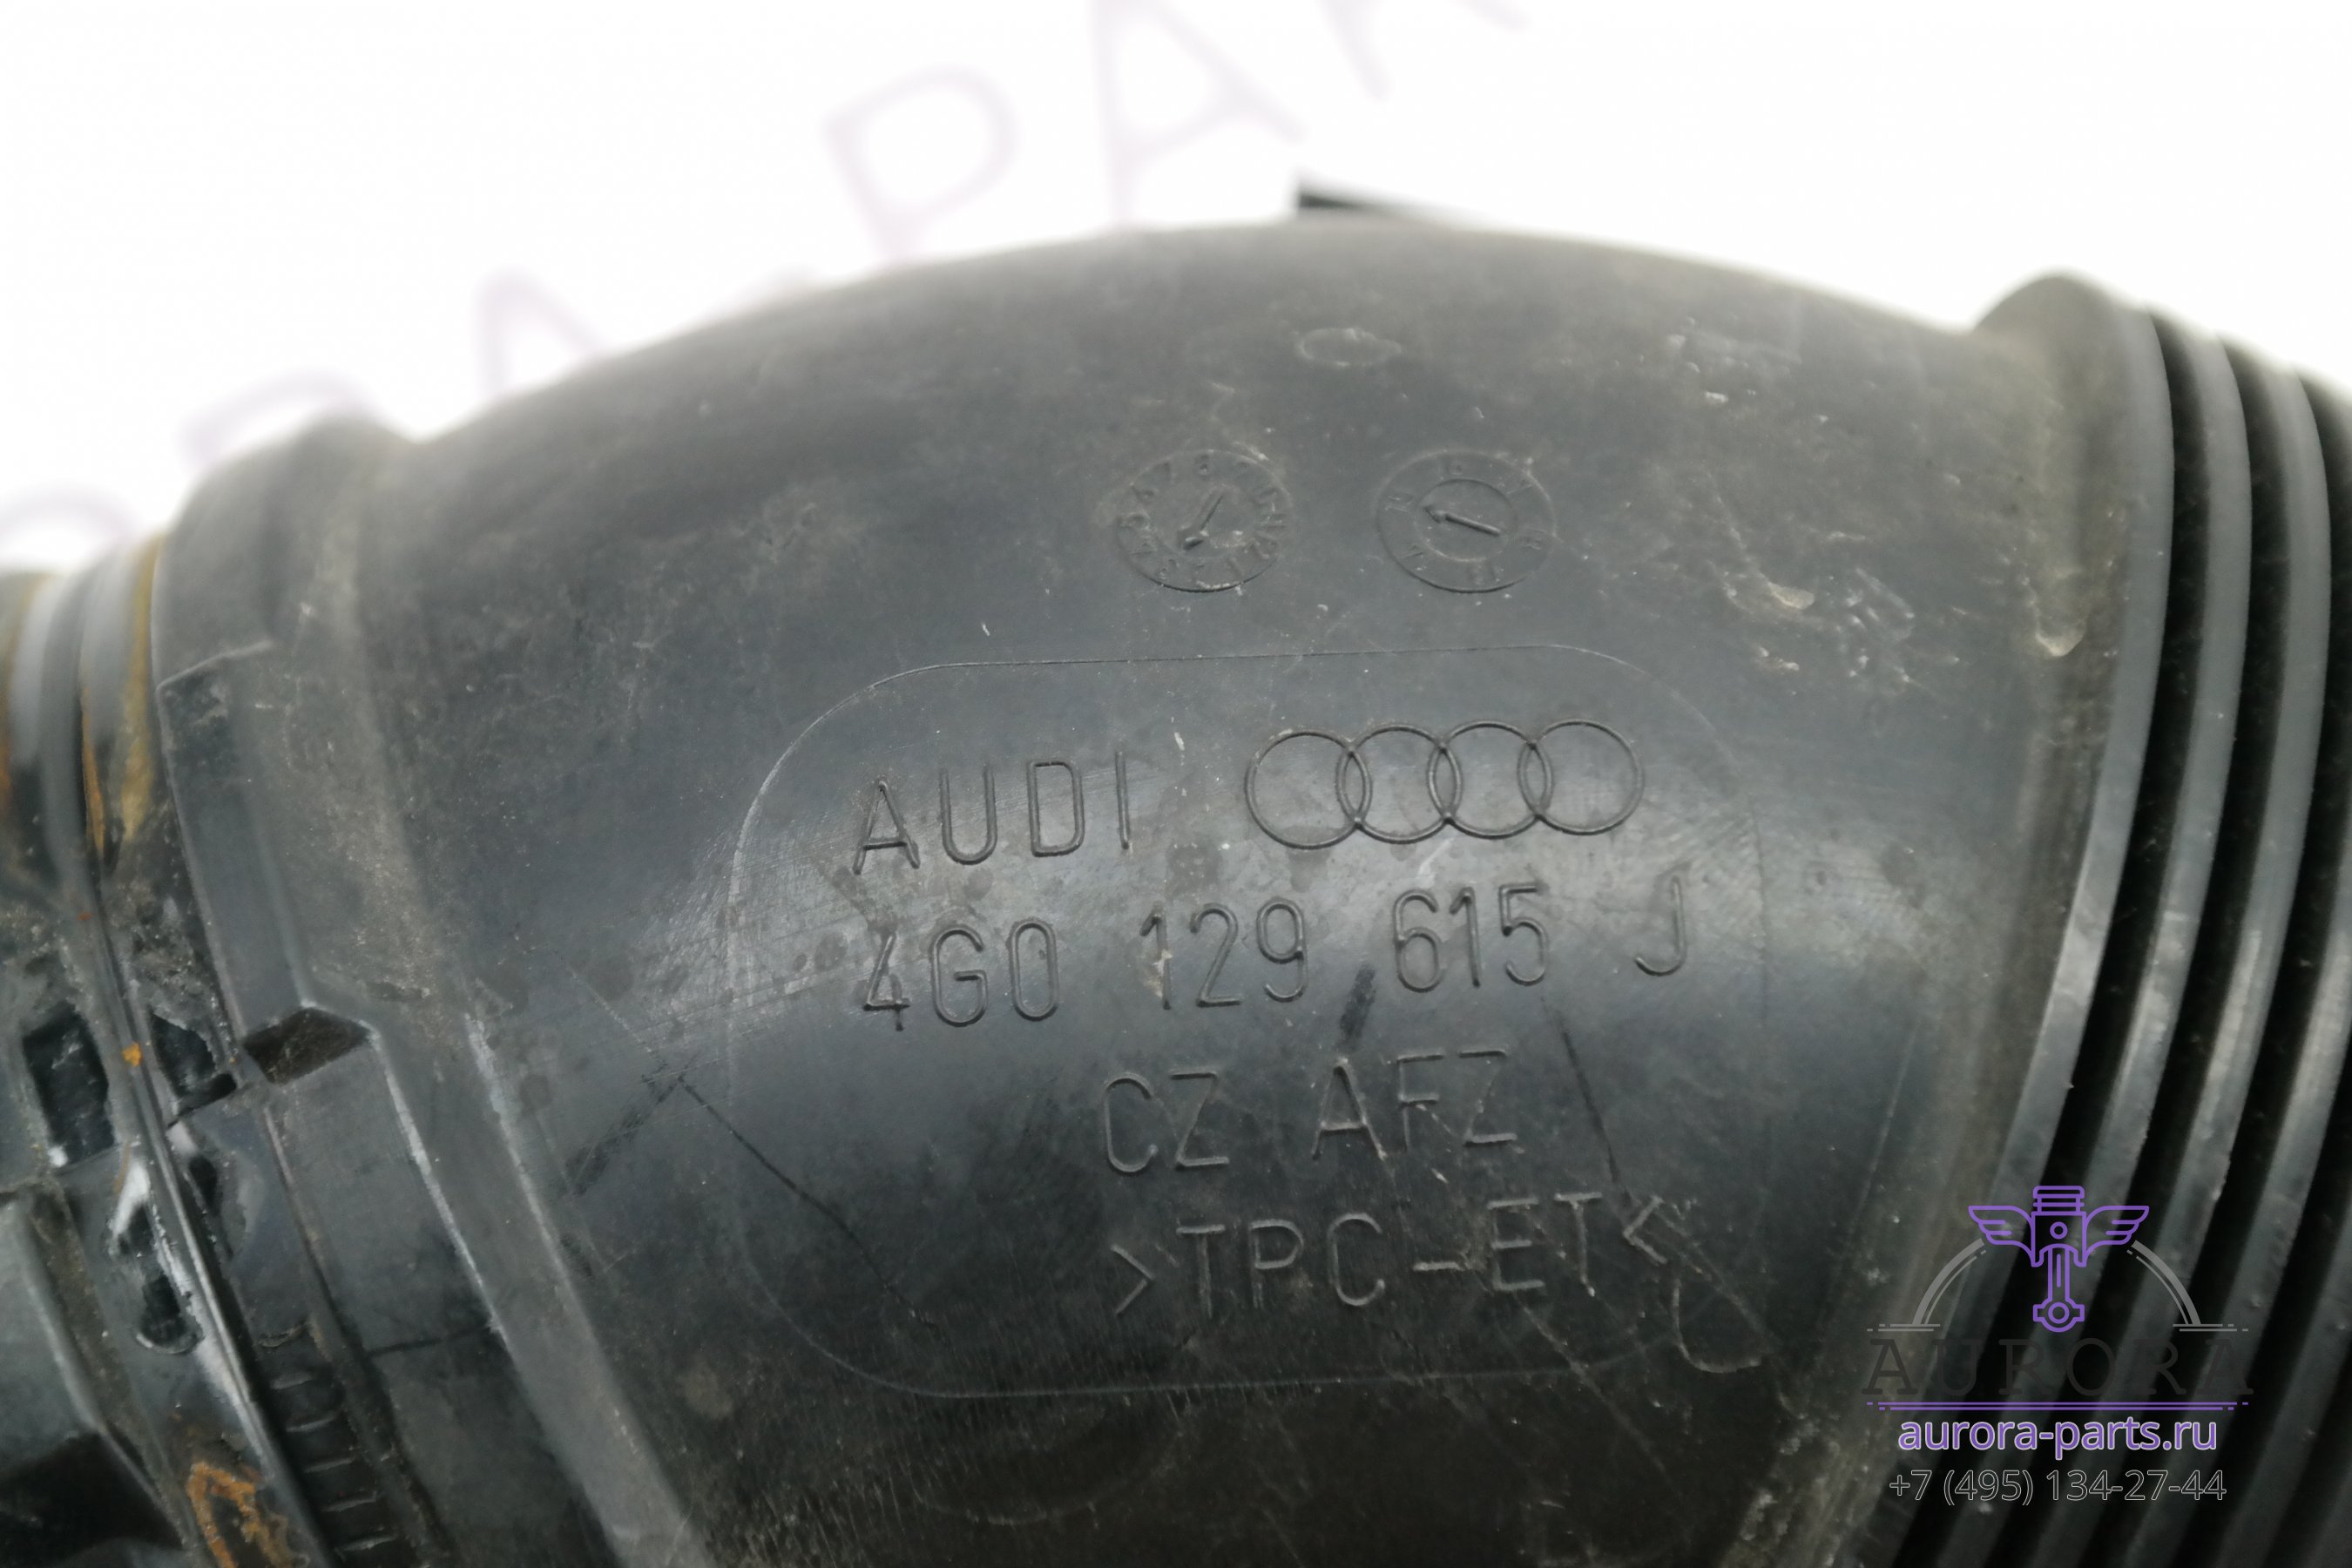 AUDI
4G0 129 615 J
CZ AFZ
>TPC-ET<
AURORA
aurora-parts.ru
+7 (495) 134-27-44